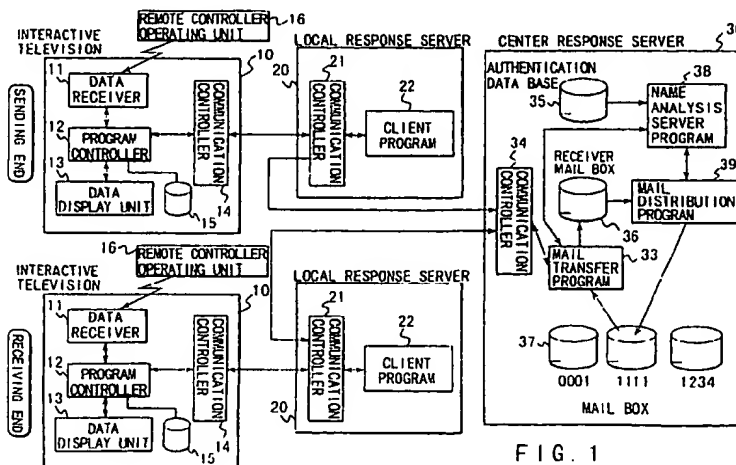 REMOTE CONTROLLER
OPERATING UNIT
16
INTERACTIVE
TELEVISION
10
11
DATA
RECEIVER
12
PROGRAM
CONTROLLER
13
DATA
DISPLAY UNIT
15
COMMUNICATION
CONTROLLER
14
SENDING END
LOCAL RESPONSE SERVER
20
21
COMMUNICATION
CONTROLLER
22
CLIENT PROGRAM
CENTER RESPONSE SERVER
AUTHENTICATION
DATA BASE
35
38
NAME
ANALYSIS
SERVER
PROGRAM
34
COMMUNICATION
CONTROLLER
RECEIVER
MAIL BOX
36
39
MAIL
DISTRIBUTION
PROGRAM
MAIL
TRANSFER
PROGRAM
33
37
0001
1111
1234
MAIL BOX
16
REMOTE CONTROLLER
OPERATING UNIT
INTERACTIVE
TELEVISION
10
11
DATA
RECEIVER
12
PROGRAM
CONTROLLER
13
DATA
DISPLAY UNIT
15
COMMUNICATION
CONTROLLER
14
RECEIVING END
LOCAL RESPONSE SERVER
21
COMMUNICATION
CONTROLLER
22
CLIENT
PROGRAM
20
FIG. 1